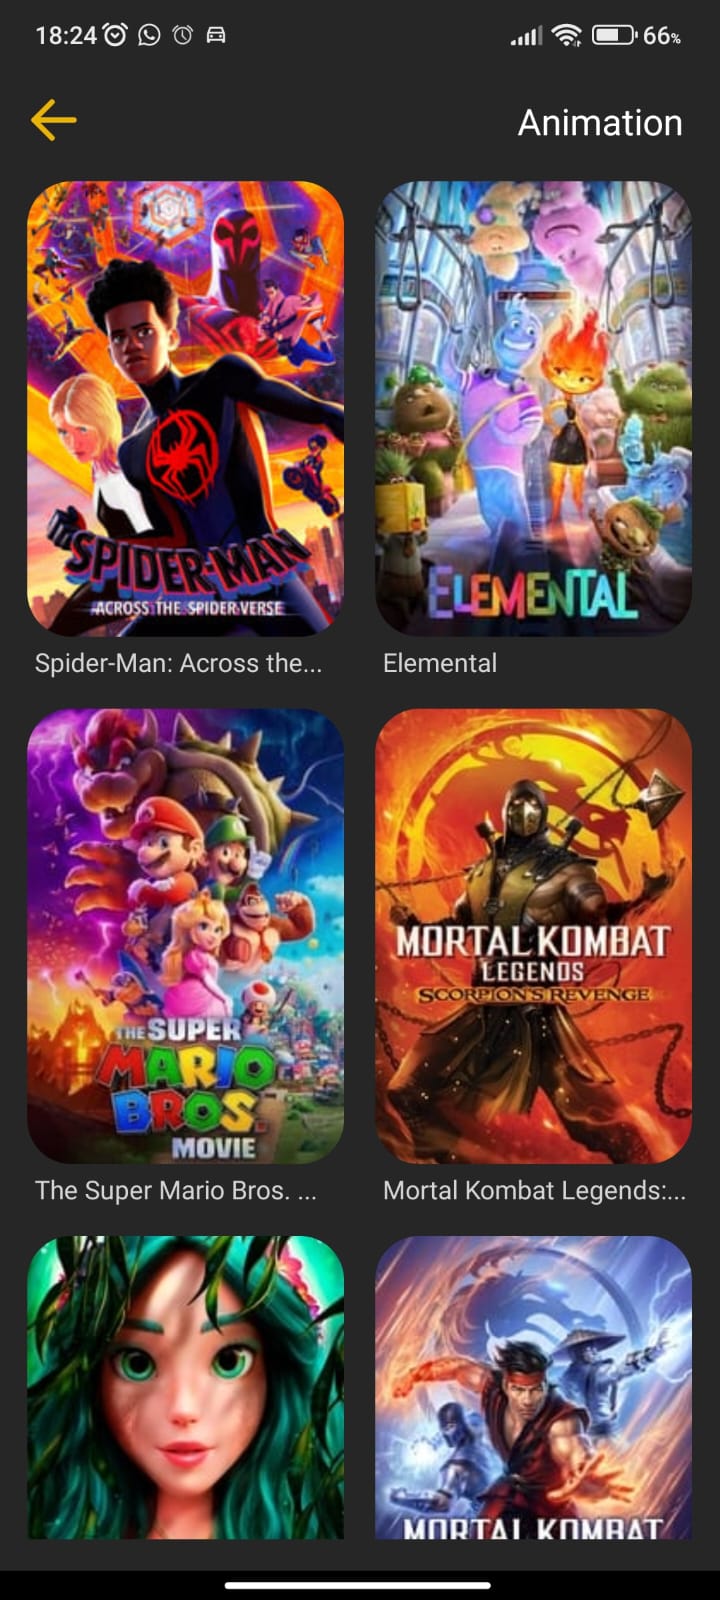 18:24
66%
Animation
SPIDER-MAN
ACROSS THE SPIDER-VERSE
Spider-Man: Across the...
ELEMENTAL
Elemental
THE SUPER
MARIO
BROS.
MOVIE
The Super Mario Bros. ...
MORTAL KOMBAT
LEGENDS
SCORPION'S REVENGE
Mortal Kombat Legends:...
MORTAL KOMBAT